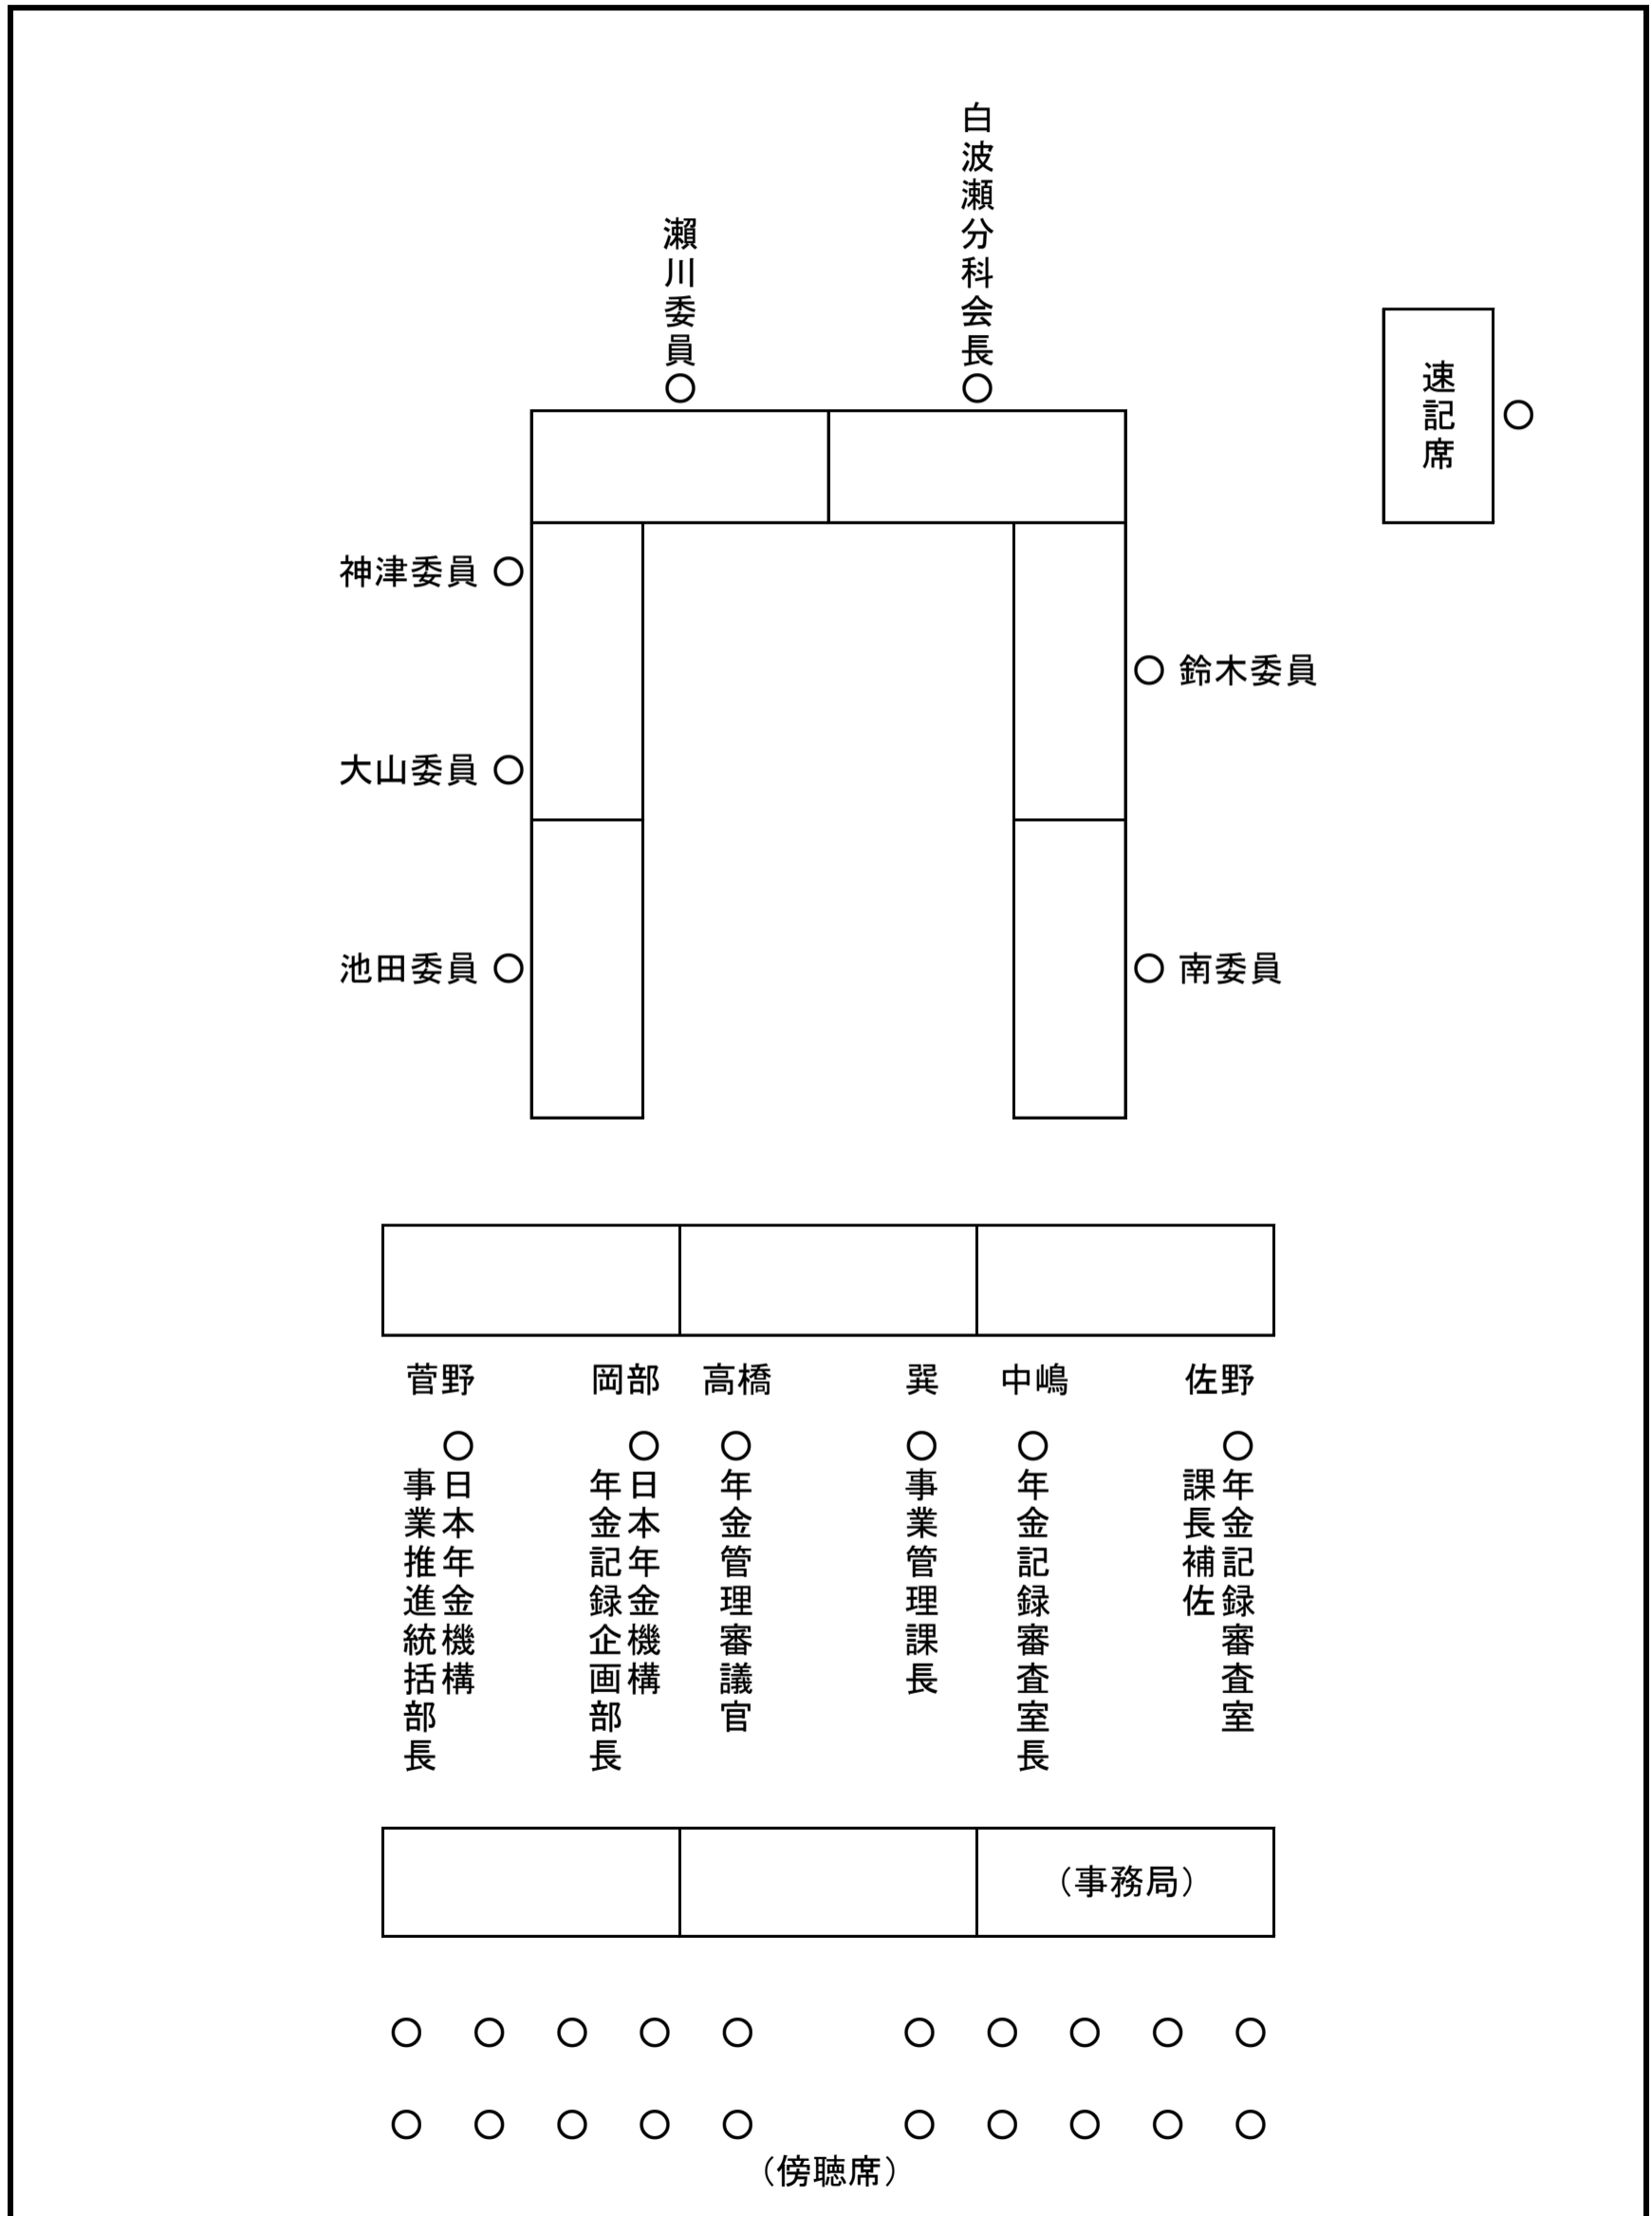 白波瀬分科会長○
瀬川委員○
速記席
○
神津委員 ○
○ 鈴木委員
大山委員 ○
池田委員 ○
○ 南委員
菅野
○日本年金機構
事業推進統括部長
岡部
○日本年金機構
年金記録企画部長
高橋
○年金管理審議官
巽
○事業管理課長
中嶋
○年金記録審査室長
佐野
○年金記録審査室
課長補佐
（事務局）
○ ○ ○ ○ ○ ○ ○ ○ ○ ○
○ ○ ○ ○ ○ ○ ○ ○ ○ ○
（傍聴席）